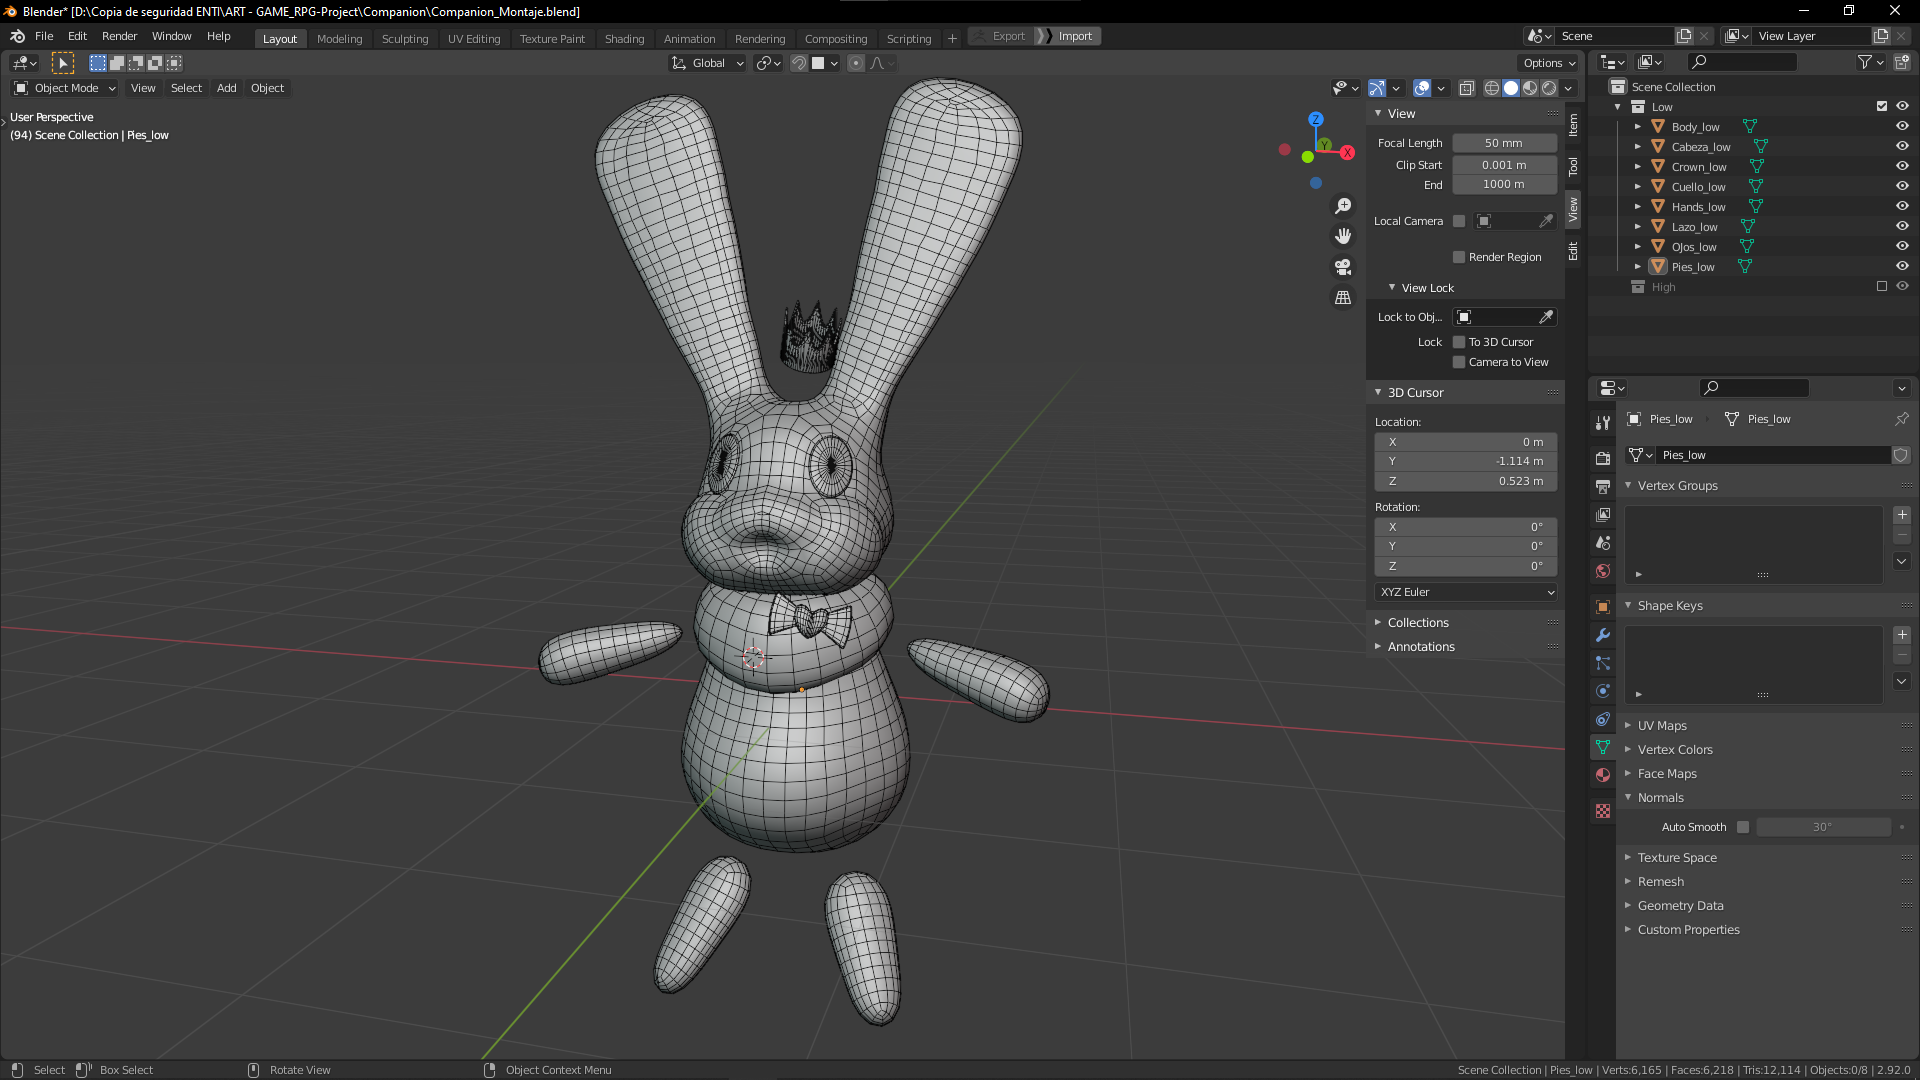 Blender* [D:\Copia de seguridad ENTI\ART - GAME_RPG-Project\Companion\Companion_Montaje.blend]
File Edit Render Window Help Layout Modeling Sculpting UV Editing Texture Paint Shading Animation Rendering Compositing Scripting + Export Import Scene View Layer
Global Options
Object Mode View Select Add Object
User Perspective
(94) Scene Collection | Pies_low
Z
Y
X
View
Focal Length 50 mm
Clip Start 0.001 m
End 1000 m
Local Camera
Render Region
View Lock
Lock to Obj...
Lock To 3D Cursor
Camera to View
3D Cursor
Location:
X 0 m
Y -1.114 m
Z 0.523 m
Rotation:
X 0°
Y 0°
Z 0°
XYZ Euler
Collections
Annotations
Item
Tool
View
Edit
Scene Collection
Low
Body_low
Cabeza_low
Crown_low
Cuello_low
Hands_low
Lazo_low
OJos_low
Pies_low
High
Pies_low Pies_low
Pies_low
Vertex Groups
Shape Keys
UV Maps
Vertex Colors
Face Maps
Normals
Auto Smooth 30°
Texture Space
Remesh
Geometry Data
Custom Properties
Select Box Select Rotate View Object Context Menu Scene Collection | Pies_low | Verts:6,165 | Faces:6,218 | Tris:12,114 | Objects:0/8 | 2.92.0